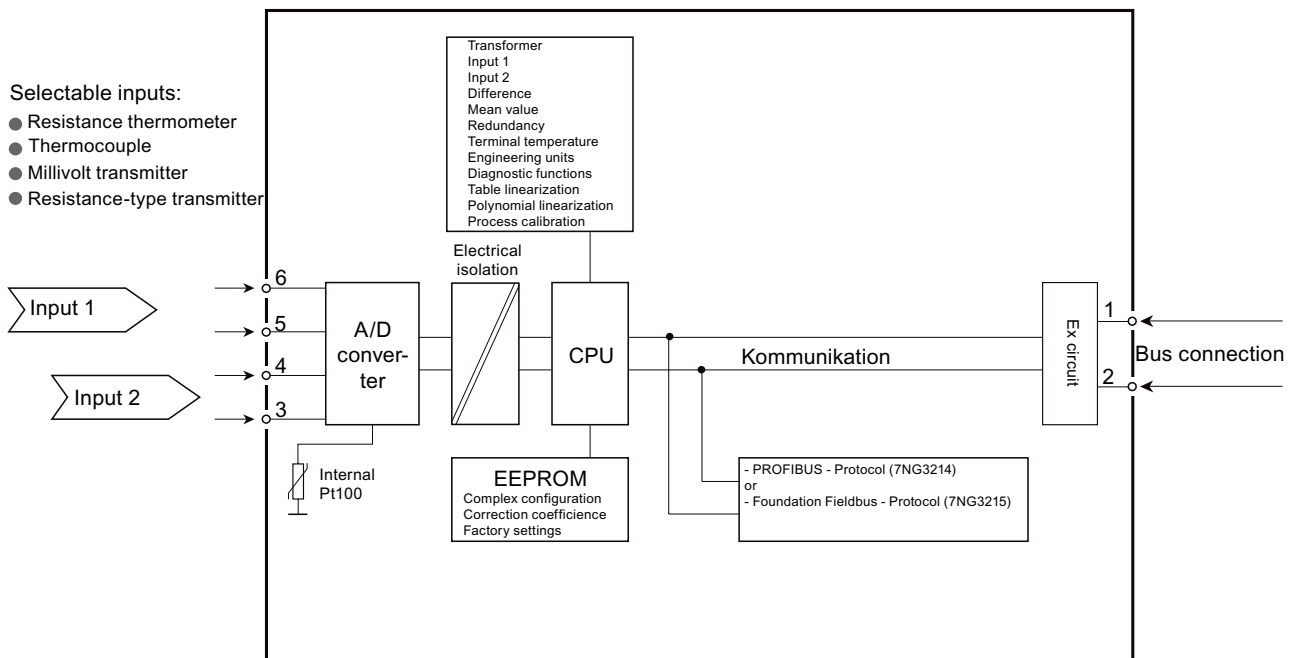 Selectable inputs:
Resistance thermometer
Thermocouple
Millivolt transmitter
Resistance-type transmitter
Transformer
Input 1
Input 2
Difference
Mean value
Redundancy
Terminal temperature
Engineering units
Diagnostic functions
Table linearization
Polynomial linearization
Process calibration
Electrical
isolation
Input 1
Input 2
6
5
4
3
A/D
conver-
ter
Internal
Pt100
CPU
EEPROM
Complex configuration
Correction coefficience
Factory settings
Kommunikation
- PROFIBUS - Protocol (7NG3214)
or
- Foundation Fieldbus - Protocol (7NG3215)
Ex circuit
1
2
Bus connection